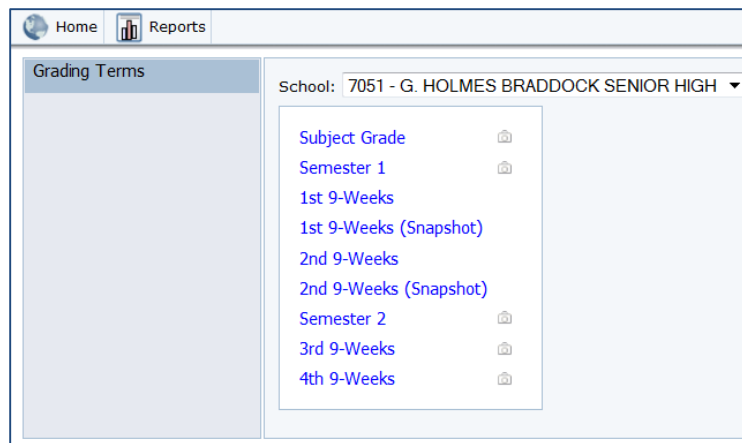 Home Reports
Grading Terms
School: 7051 - G. HOLMES BRADDOCK SENIOR HIGH
Subject Grade
Semester 1
1st 9-Weeks
1st 9-Weeks (Snapshot)
2nd 9-Weeks
2nd 9-Weeks (Snapshot)
Semester 2
3rd 9-Weeks
4th 9-Weeks